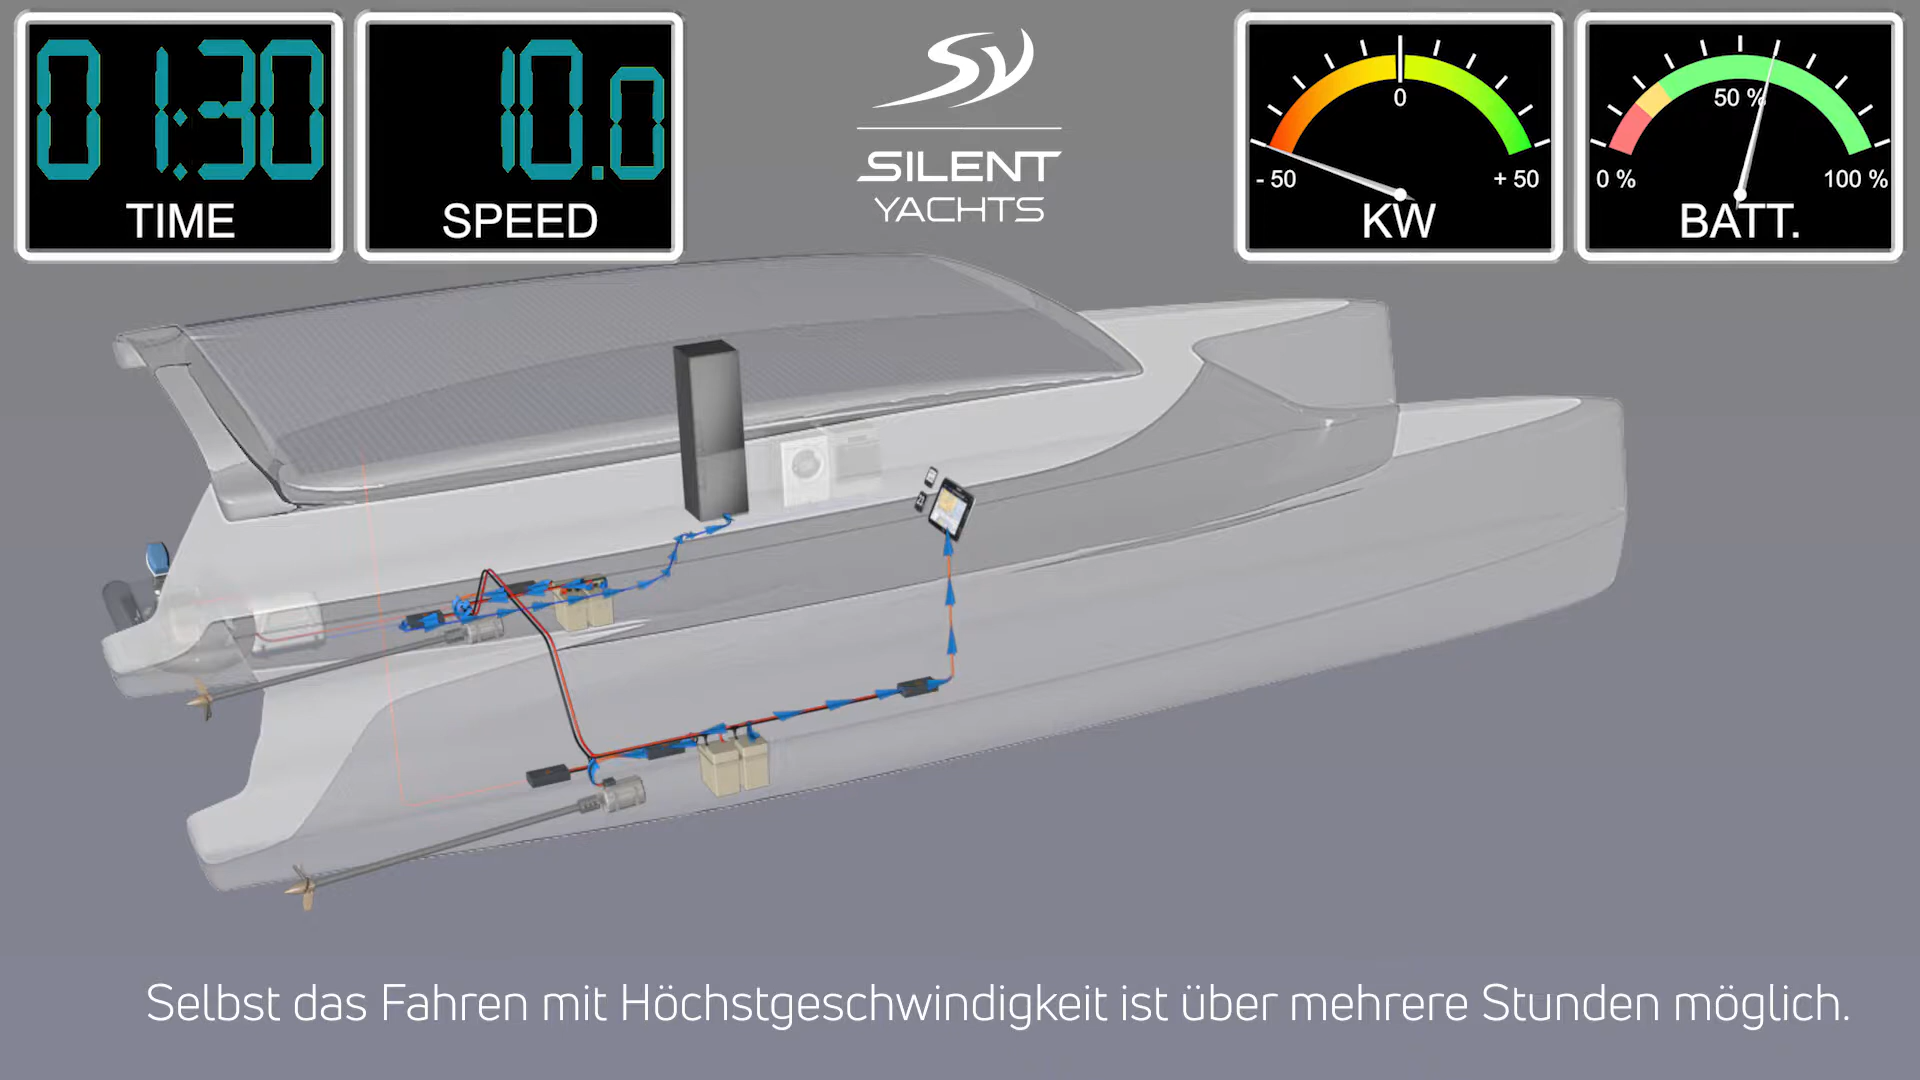 01:30
TIME
10.0
SPEED
SV
SILENT
YACHTS
0
- 50
+ 50
KW
50 %
0 %
100 %
BATT.
Selbst das Fahren mit Höchstgeschwindigkeit ist über mehrere Stunden möglich.